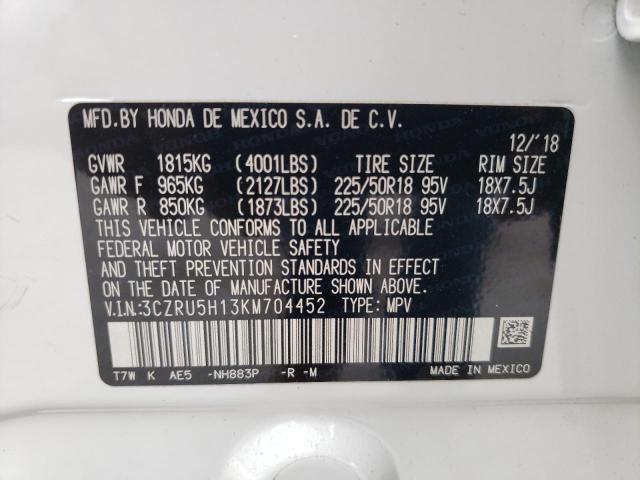 MFD.BY HONDA DE MEXICO S.A. DE C.V.
12/'18
GVWR 1815KG (4001LBS) TIRE SIZE RIM SIZE
GAWR F 965KG (2127LBS) 225/50R18 95V 18X7.5J
GAWR R 850KG (1873LBS) 225/50R18 95V 18X7.5J
THIS VEHICLE CONFORMS TO ALL APPLICABLE
FEDERAL MOTOR VEHICLE SAFETY
AND THEFT PREVENTION STANDARDS IN EFFECT
ON THE DATE OF MANUFACTURE SHOWN ABOVE.
V.I.N.:3CZRU5H13KM704452 TYPE: MPV
T7W K AE5 -NH883P -R -M MADE IN MEXICO